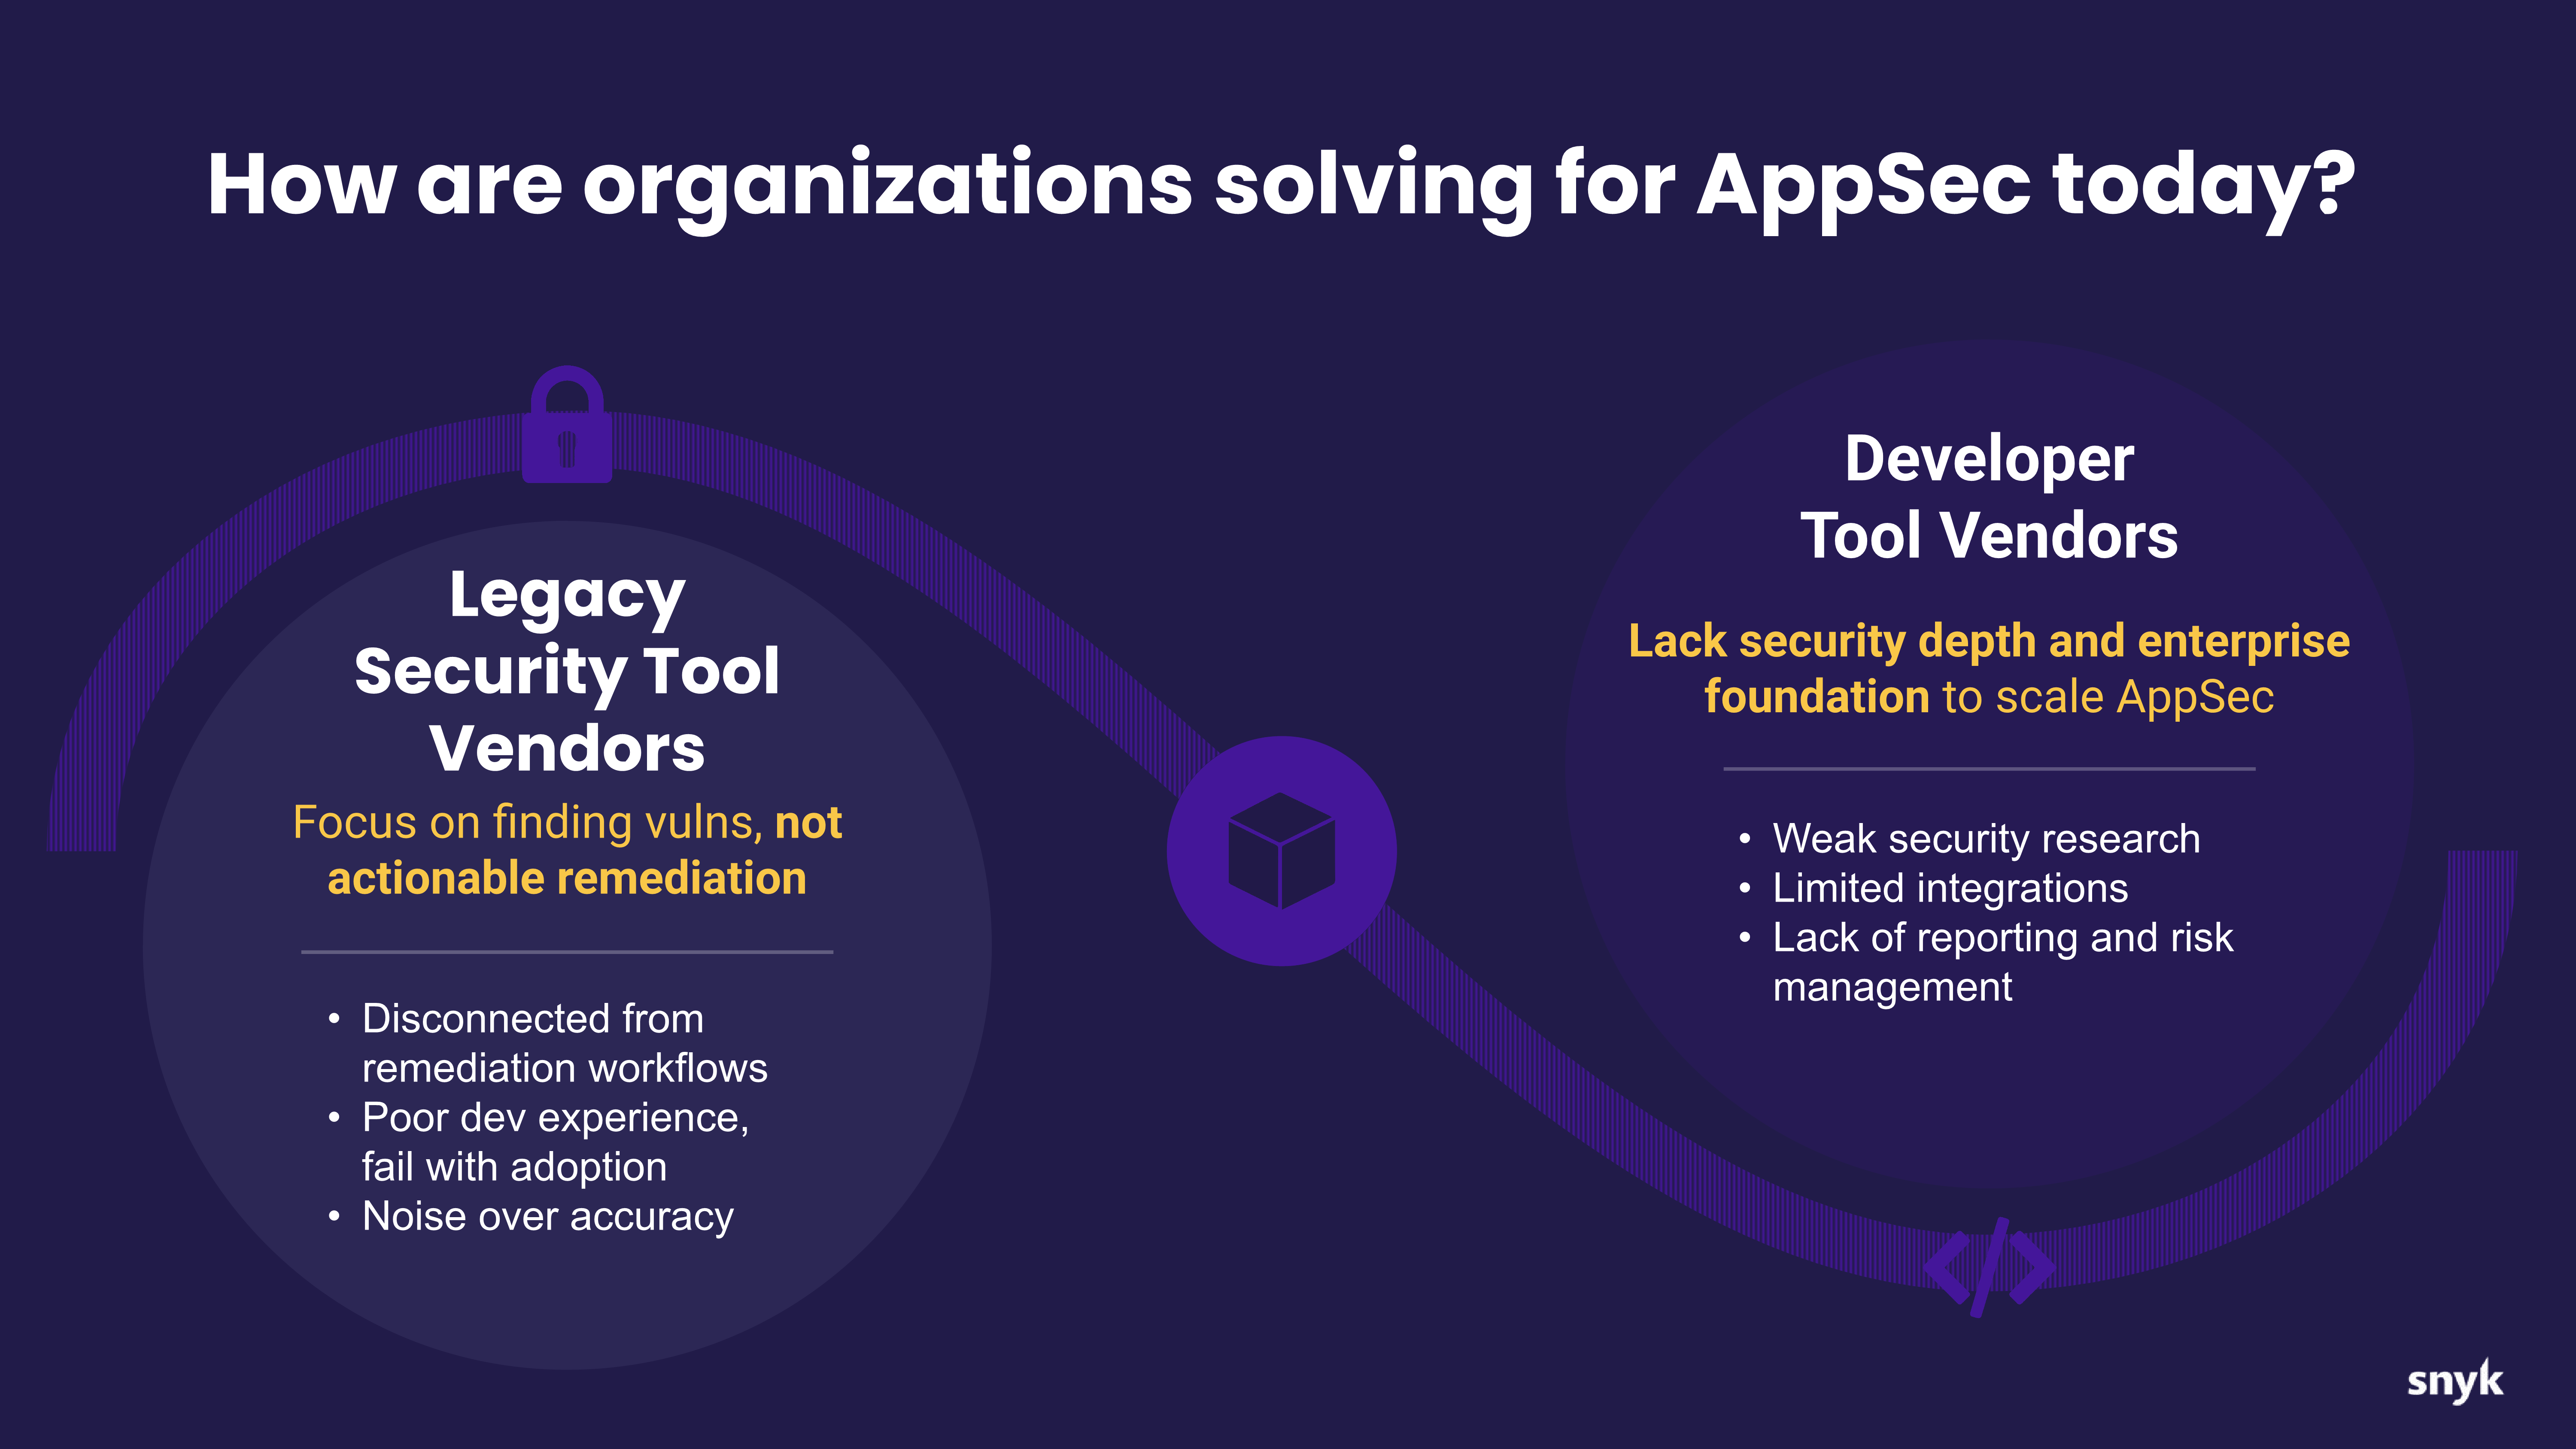 How are organizations solving for AppSec today?
Legacy
Security Tool
Vendors
Focus on finding vulns, not
actionable remediation
• Disconnected from
remediation workflows
• Poor dev experience,
fail with adoption
• Noise over accuracy
Developer
Tool Vendors
Lack security depth and enterprise
foundation to scale AppSec
• Weak security research
• Limited integrations
• Lack of reporting and risk
management
</>
snyk